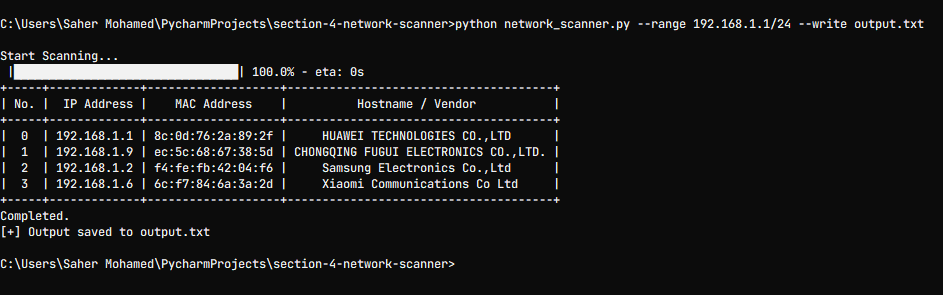 C:\Users\Saher Mohamed\PycharmProjects\section-4-network-scanner>python network_scanner.py --range 192.168.1.1/24 --write output.txt
Start Scanning...
|████████████████████████████████| 100.0% - eta: 0s
+-----+--------------+-------------------+---------------------------------------+
| No. |  IP Address  |    MAC Address    |           Hostname / Vendor           |
+-----+--------------+-------------------+---------------------------------------+
|  0  | 192.168.1.1 | 8c:0d:76:2a:89:2f |      HUAWEI TECHNOLOGIES CO.,LTD      |
|  1  | 192.168.1.9 | ec:5c:68:67:38:5d | CHONGQING FUGUI ELECTRONICS CO.,LTD. |
|  2  | 192.168.1.2 | f4:fe:fb:42:04:f6 |      Samsung Electronics Co.,Ltd      |
|  3  | 192.168.1.6 | 6c:f7:84:6a:3a:2d |      Xiaomi Communications Co Ltd     |
+-----+--------------+-------------------+---------------------------------------+
Completed.
[+] Output saved to output.txt
C:\Users\Saher Mohamed\PycharmProjects\section-4-network-scanner>